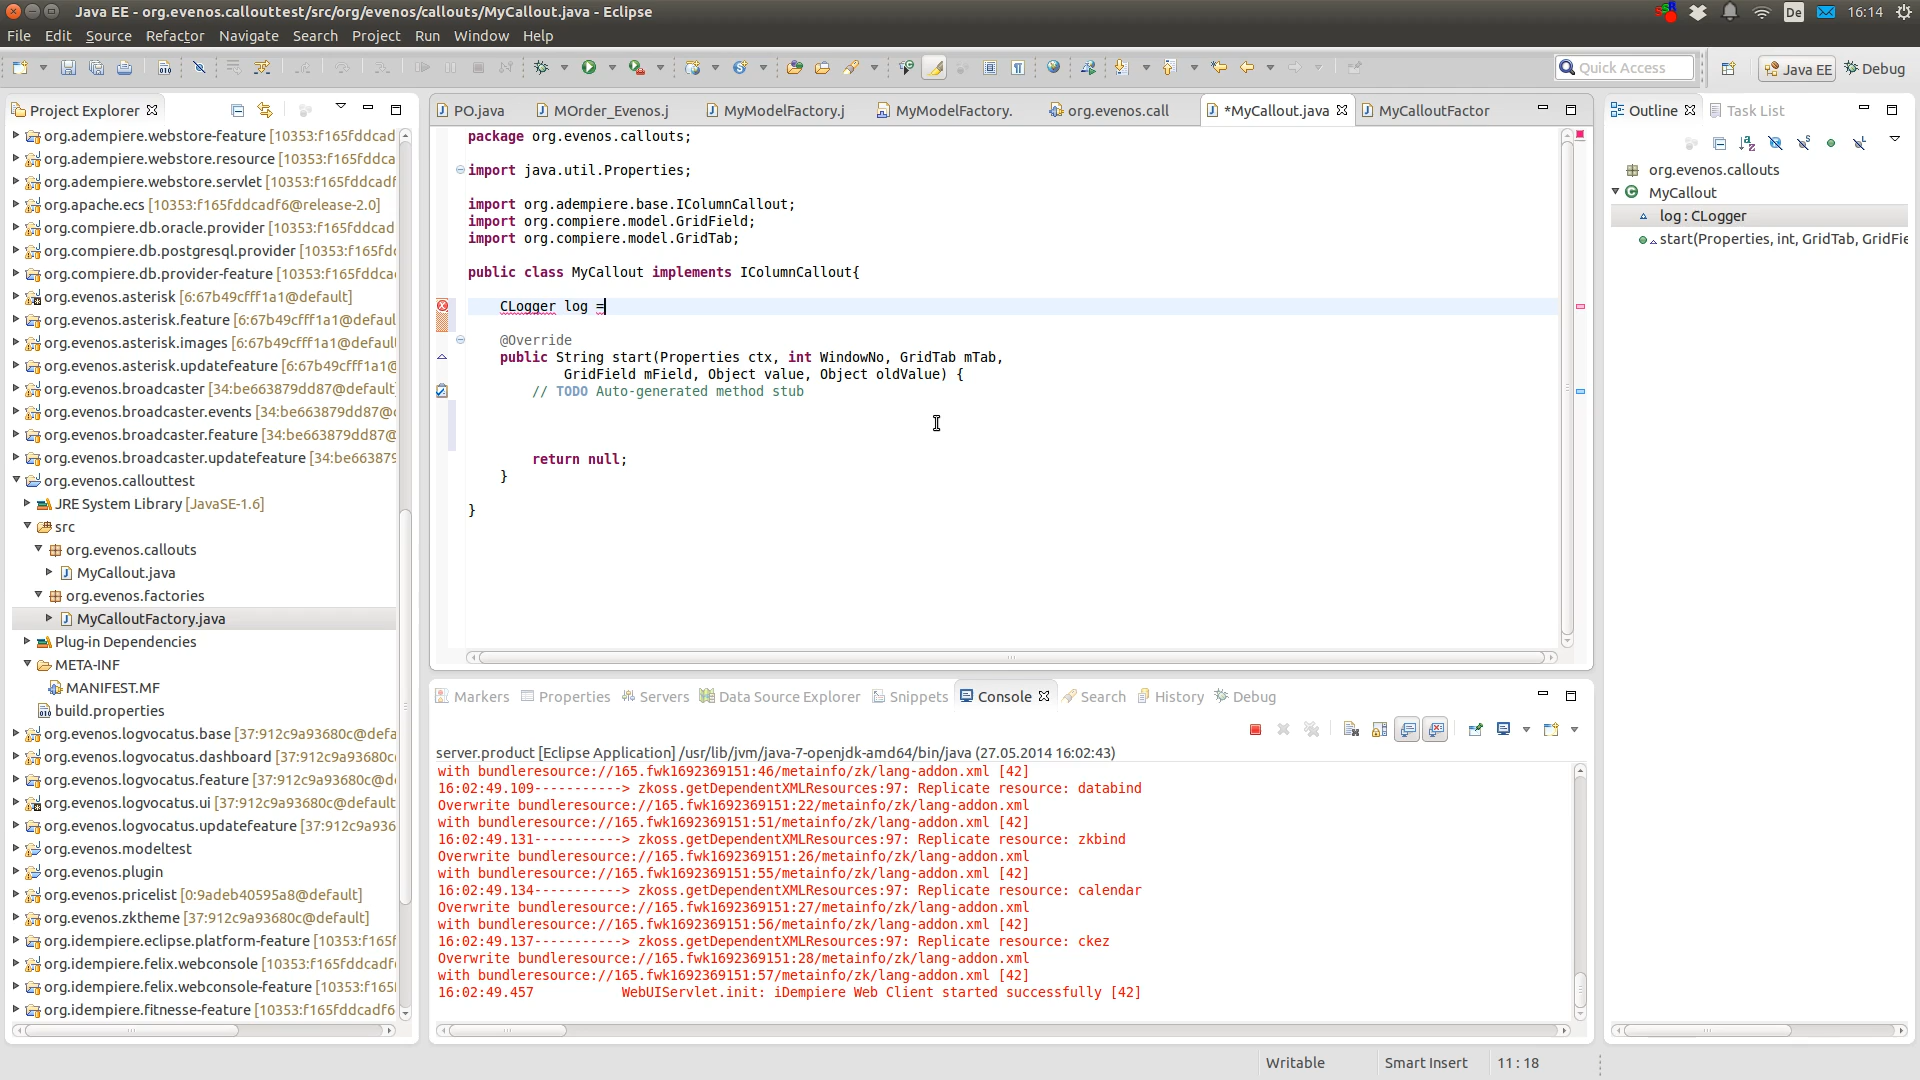 Java EE - org.evenos.callouttest/src/org/evenos/callouts/MyCallout.java - Eclipse
De
16:14
File Edit Source Refactor Navigate Search Project Run Window Help
Quick Access
Java EE
Debug
Project Explorer
org.adempiere.webstore-feature [10353:f165fddcad
org.adempiere.webstore.resource [10353:f165fddca
org.adempiere.webstore.servlet [10353:f165fddcadf
org.apache.ecs [10353:f165fddcadf6@release-2.0]
org.compiere.db.oracle.provider [10353:f165fddcad
org.compiere.db.postgresql.provider [10353:f165fdc
org.compiere.db.provider-feature [10353:f165fddca
org.evenos.asterisk [6:67b49cfff1a1@default]
org.evenos.asterisk.feature [6:67b49cfff1a1@defaul
org.evenos.asterisk.images [6:67b49cfff1a1@defaul
org.evenos.asterisk.updatefeature [6:67b49cfff1a1@
org.evenos.broadcaster [34:be663879dd87@default
org.evenos.broadcaster.events [34:be663879dd87@
org.evenos.broadcaster.feature [34:be663879dd87@
org.evenos.broadcaster.updatefeature [34:be66387
org.evenos.callouttest
JRE System Library [JavaSE-1.6]
src
org.evenos.callouts
MyCallout.java
org.evenos.factories
MyCalloutFactory.java
Plug-in Dependencies
META-INF
MANIFEST.MF
build.properties
org.evenos.logvocatus.base [37:912c9a93680c@defa
org.evenos.logvocatus.dashboard [37:912c9a93680c
org.evenos.logvocatus.feature [37:912c9a93680c@d
org.evenos.logvocatus.ui [37:912c9a93680c@default
org.evenos.logvocatus.updatefeature [37:912c9a936
org.evenos.modeltest
org.evenos.plugin
org.evenos.pricelist [0:9adeb40595a8@default]
org.evenos.zktheme [37:912c9a93680c@default]
org.idempiere.eclipse.platform-feature [10353:f165f
org.idempiere.felix.webconsole [10353:f165fddcadf
org.idempiere.felix.webconsole-feature [10353:f165
org.idempiere.fitnesse-feature [10353:f165fddcadf6
PO.java
MOrder_Evenos.j
MyModelFactory.j
MyModelFactory.
org.evenos.call
*MyCallout.java
MyCalloutFactor
package org.evenos.callouts;
import java.util.Properties;
import org.adempiere.base.IColumnCallout;
import org.compiere.model.GridField;
import org.compiere.model.GridTab;
public class MyCallout implements IColumnCallout{
CLogger log =
@Override
public String start(Properties ctx, int WindowNo, GridTab mTab,
GridField mField, Object value, Object oldValue) {
// TODO Auto-generated method stub
return null;
}
}
Outline
Task List
org.evenos.callouts
MyCallout
log : CLogger
start(Properties, int, GridTab, GridFie
Markers Properties Servers Data Source Explorer Snippets Console Search History Debug
server.product [Eclipse Application] /usr/lib/jvm/java-7-openjdk-amd64/bin/java (27.05.2014 16:02:43)
with bundleresource://165.fwk1692369151:46/metainfo/zk/lang-addon.xml [42]
16:02:49.109-----------> zkoss.getDependentXMLResources:97: Replicate resource: databind
Overwrite bundleresource://165.fwk1692369151:22/metainfo/zk/lang-addon.xml
with bundleresource://165.fwk1692369151:51/metainfo/zk/lang-addon.xml [42]
16:02:49.131-----------> zkoss.getDependentXMLResources:97: Replicate resource: zkbind
Overwrite bundleresource://165.fwk1692369151:26/metainfo/zk/lang-addon.xml
with bundleresource://165.fwk1692369151:55/metainfo/zk/lang-addon.xml [42]
16:02:49.134-----------> zkoss.getDependentXMLResources:97: Replicate resource: calendar
Overwrite bundleresource://165.fwk1692369151:27/metainfo/zk/lang-addon.xml
with bundleresource://165.fwk1692369151:56/metainfo/zk/lang-addon.xml [42]
16:02:49.137-----------> zkoss.getDependentXMLResources:97: Replicate resource: ckez
Overwrite bundleresource://165.fwk1692369151:28/metainfo/zk/lang-addon.xml
with bundleresource://165.fwk1692369151:57/metainfo/zk/lang-addon.xml [42]
16:02:49.457 WebUIServlet.init: iDempiere Web Client started successfully [42]
Writable
Smart Insert
11 : 18